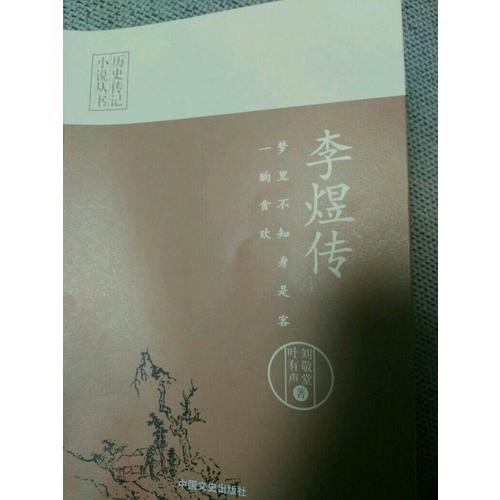 历史传记
小说丛书
李煜传
梦里不知身是客
一晌贪欢
刘敬堂
叶有声
著
中国文史出版社